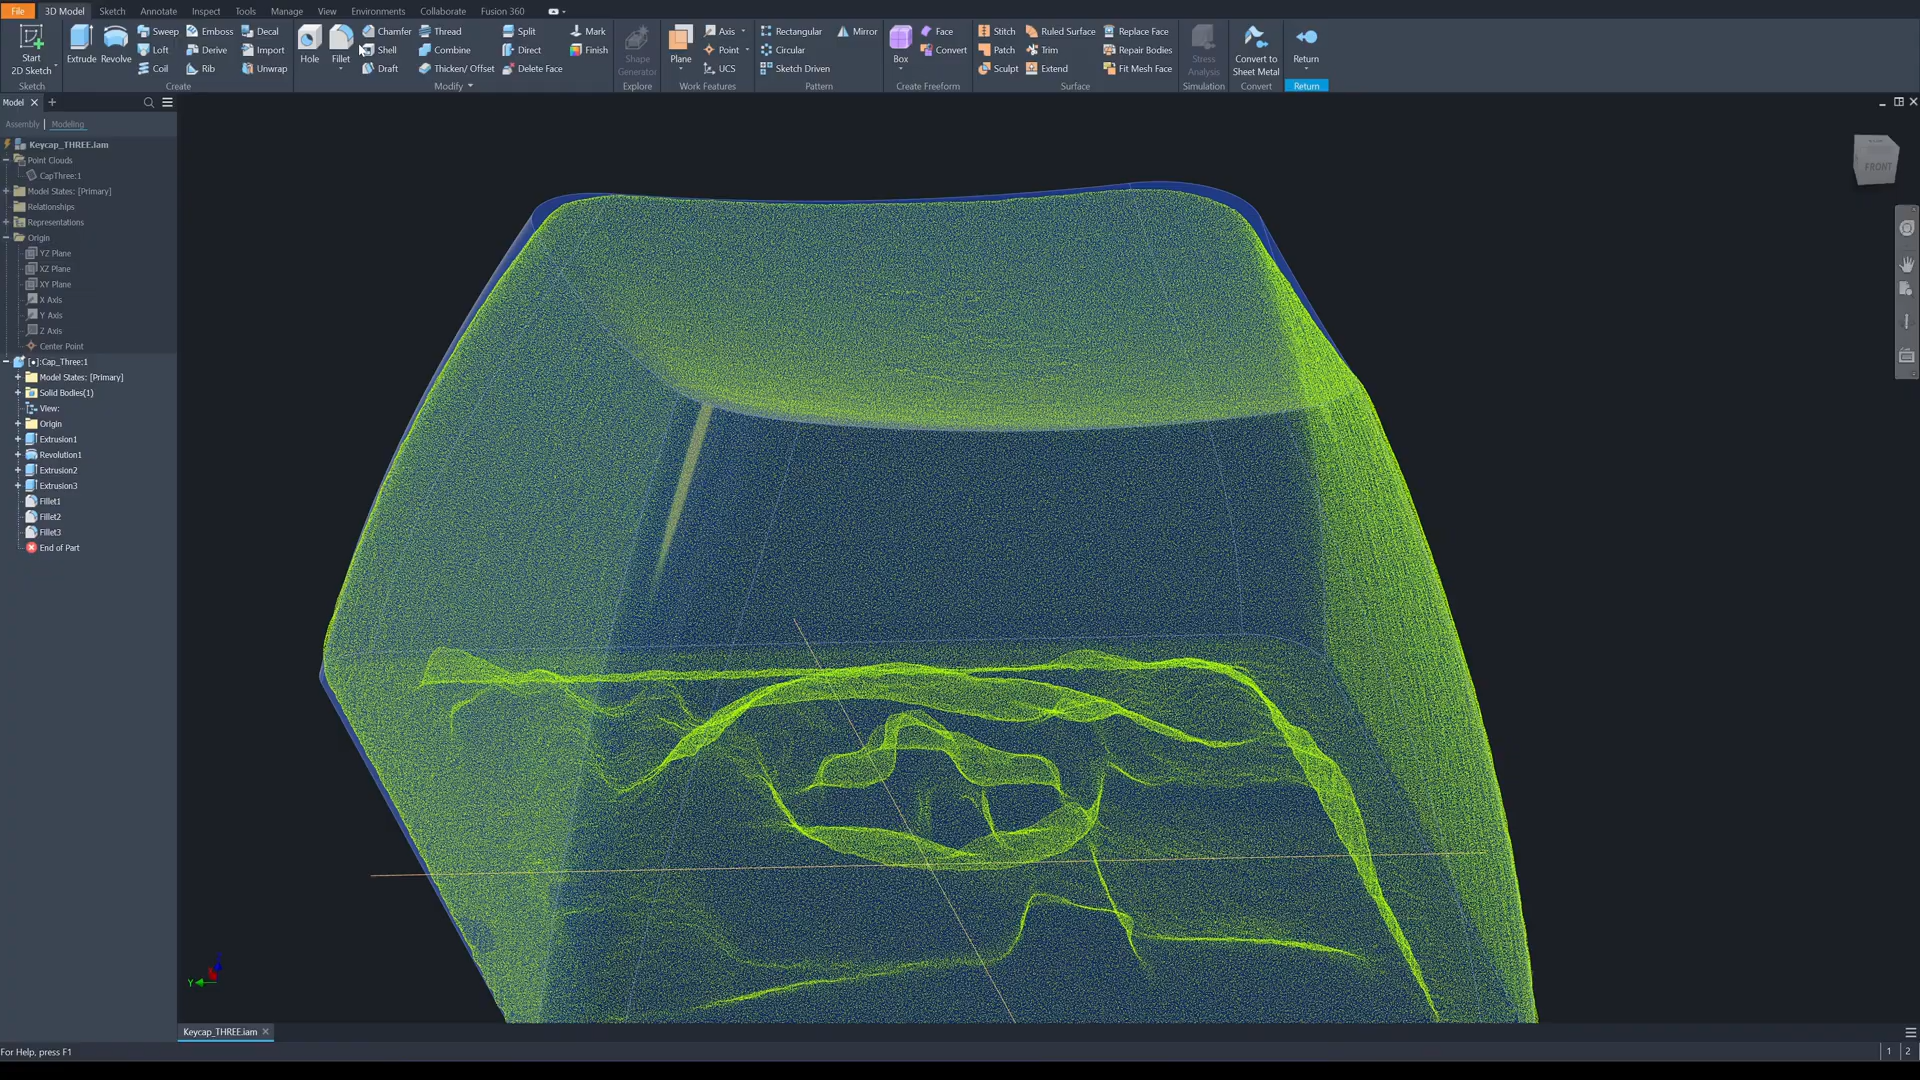 File 3D Model Sketch Annotate Inspect Tools Manage View Environments Collaborate Fusion 360
Start
2D Sketch
Sketch
Extrude Revolve
Sweep Emboss Decal
Loft Derive Import
Coil Rib Unwrap
Create
Hole Fillet
Chamfer Thread Split Mark
Shell Combine Direct Finish
Draft Thicken/ Offset Delete Face
Modify
Shape
Generator
Explore
Plane
Axis
Point
UCS
Work Features
Rectangular Mirror
Circular
Sketch Driven
Pattern
Box
Face
Convert
Create Freeform
Stitch Ruled Surface Replace Face
Patch Trim Repair Bodies
Sculpt Extend Fit Mesh Face
Surface
Stress
Analysis
Simulation
Convert to
Sheet Metal
Convert
Return
Return
Model
Assembly Modeling
Keycap_THREE.iam
Point Clouds
CapThree:1
Model States: [Primary]
Relationships
Representations
Origin
YZ Plane
XZ Plane
XY Plane
X Axis
Y Axis
Z Axis
Center Point
[●]:Cap_Three:1
Model States: [Primary]
Solid Bodies(1)
View:
Origin
Extrusion1
Revolution1
Extrusion2
Extrusion3
Fillet1
Fillet2
Fillet3
End of Part
FRONT
Y
Keycap_THREE.iam
For Help, press F1
1 2